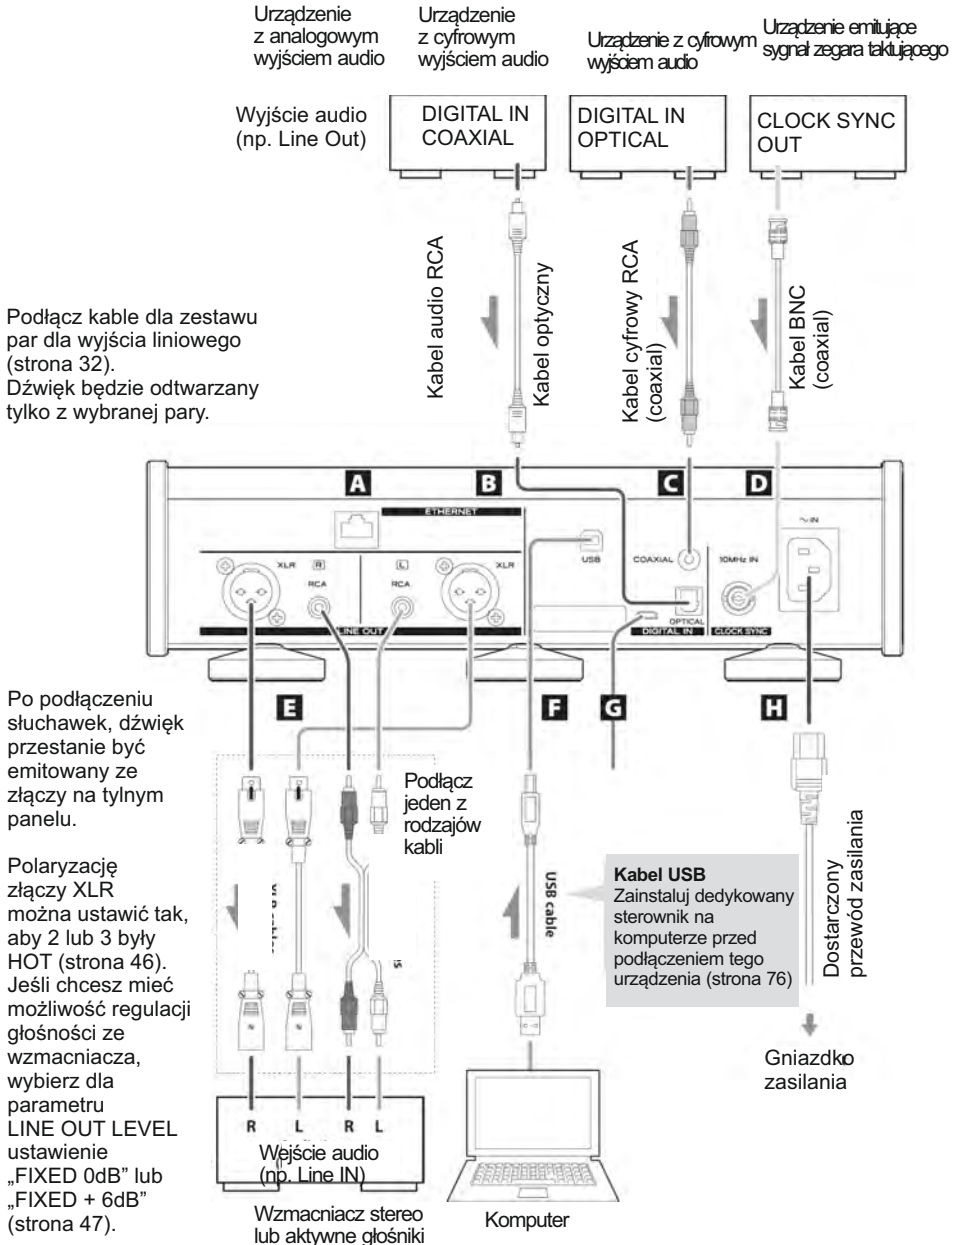 Urządzenie
z analogowym
wyjściem audio
Urządzenie
z cyfrowym
wyjściem audio
Urządzenie z cyfrowym
wyjściem audio
Urządzenie emitujące
sygnał zegara taktującego
Wyjście audio
(np. Line Out)
DIGITAL IN
COAXIAL
DIGITAL IN
OPTICAL
CLOCK SYNC
OUT
Kabel audio RCA
Kabel optyczny
Kabel cyfrowy RCA
(coaxial)
Kabel BNC
(coaxial)
Podłącz kable dla zestawu
par dla wyjścia liniowego
(strona 32).
Dźwięk będzie odtwarzany
tylko z wybranej pary.
A
B
C
D
ETHERNET
XLR
R
RCA
L
RCA
XLR
LINE OUT
USB
COAXIAL
OPTICAL
DIGITAL IN
10MHz IN
CLOCK SYNC
~ IN
E
F
G
H
Po podłączeniu
słuchawek, dźwięk
przestanie być
emitowany ze
złączy na tylnym
panelu.
Polaryzację
złączy XLR
można ustawić tak,
aby 2 lub 3 były
HOT (strona 46).
Jeśli chcesz mieć
możliwość regulacji
głośności ze
wzmacniacza,
wybierz dla
parametru
LINE OUT LEVEL
ustawienie
„FIXED 0dB” lub
„FIXED + 6dB”
(strona 47).
Podłącz
jeden z
rodzajów
kabli
USB cable
Kabel USB
Zainstaluj dedykowany
sterownik na
komputerze przed
podłączeniem tego
urządzenia (strona 76)
Dostarczony
przewód zasilania
Gniazdko
zasilania
R
L
R
L
Wejście audio
(np. Line IN)
Wzmacniacz stereo
lub aktywne głośniki
Komputer